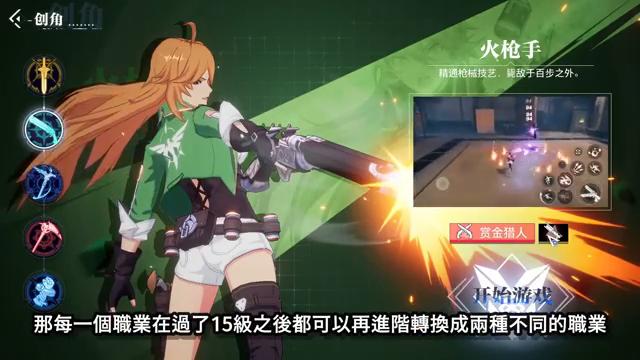 创角
火枪手
精通枪械技艺，毙敌于百步之外。
赏金猎人
开始游戏
那每一個職業在過了15級之後都可以再進階轉換成兩種不同的職業